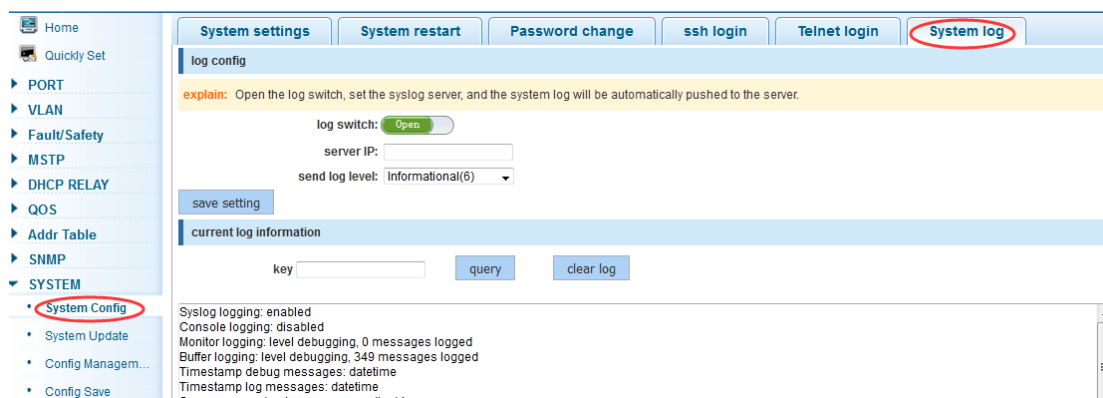 Home
Quickly Set
PORT
VLAN
Fault/Safety
MSTP
DHCP RELAY
QOS
Addr Table
SNMP
SYSTEM
System Config
System Update
Config Managem...
Config Save
System settings
System restart
Password change
ssh login
Telnet login
System log
log config
explain: Open the log switch, set the syslog server, and the system log will be automatically pushed to the server.
log switch: Open
server IP:
send log level: Informational(6)
save setting
current log information
key query clear log
Syslog logging: enabled
Console logging: disabled
Monitor logging: level debugging, 0 messages logged
Buffer logging: level debugging, 349 messages logged
Timestamp debug messages: datetime
Timestamp log messages: datetime